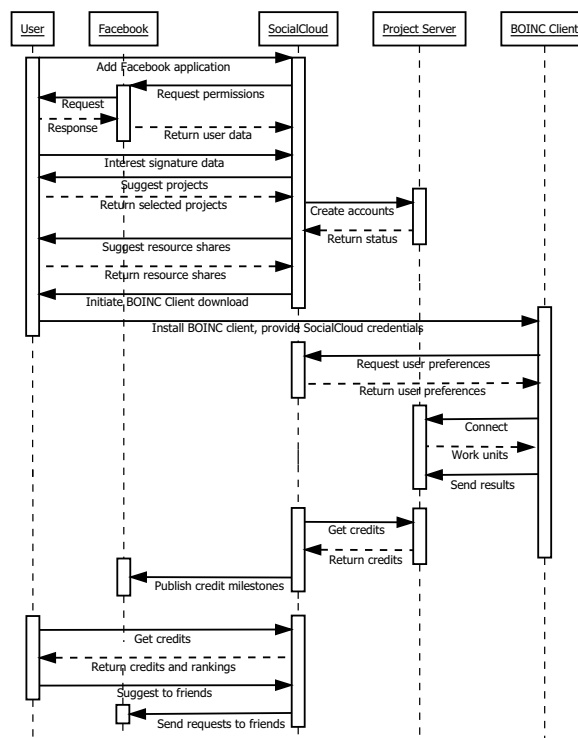 User
Facebook
SocialCloud
Project Server
BOINC Client
Add Facebook application
Request permissions
Request
Response
Return user data
Interest signature data
Suggest projects
Return selected projects
Create accounts
Return status
Suggest resource shares
Return resource shares
Initiate BOINC Client download
Install BOINC client, provide SocialCloud credentials
Request user preferences
Return user preferences
Connect
Work units
Send results
Get credits
Return credits
Publish credit milestones
Get credits
Return credits and rankings
Suggest to friends
Send requests to friends